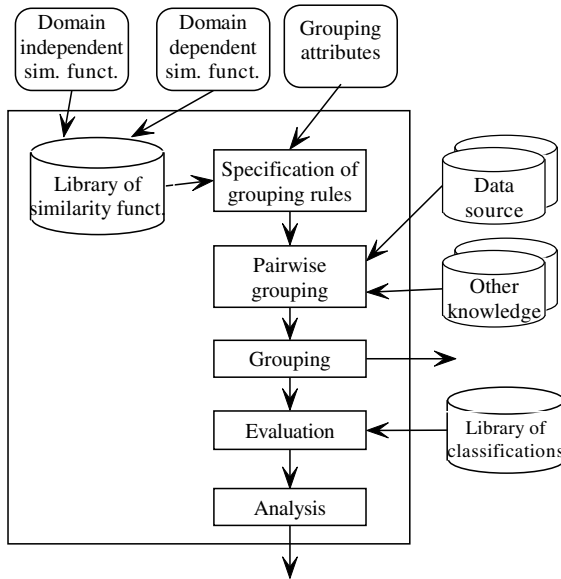 Domain
independent
sim. funct.
Domain
dependent
sim. funct.
Grouping
attributes
Library of
similarity funct.
Specification of
grouping rules
Data
source
Pairwise
grouping
Other
knowledge
Grouping
Evaluation
Library of
classifications
Analysis